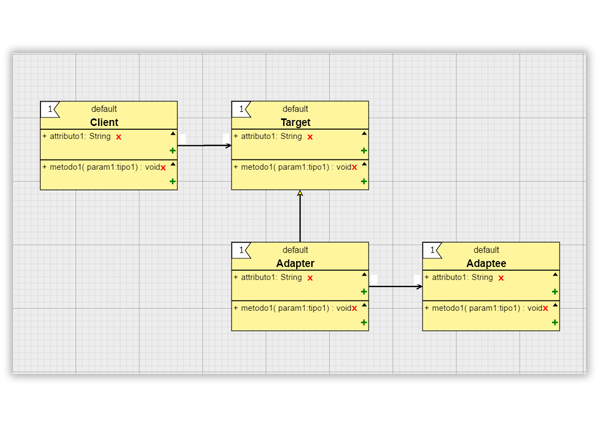 1
default
Client
+ attributo1: String x
+ metodo1( param1:tipo1) : void x
1
default
Target
+ attributo1: String x
+ metodo1( param1:tipo1) : void x
1
default
Adapter
+ attributo1: String x
+ metodo1( param1:tipo1) : void x
1
default
Adaptee
+ attributo1: String x
+ metodo1( param1:tipo1) : void x